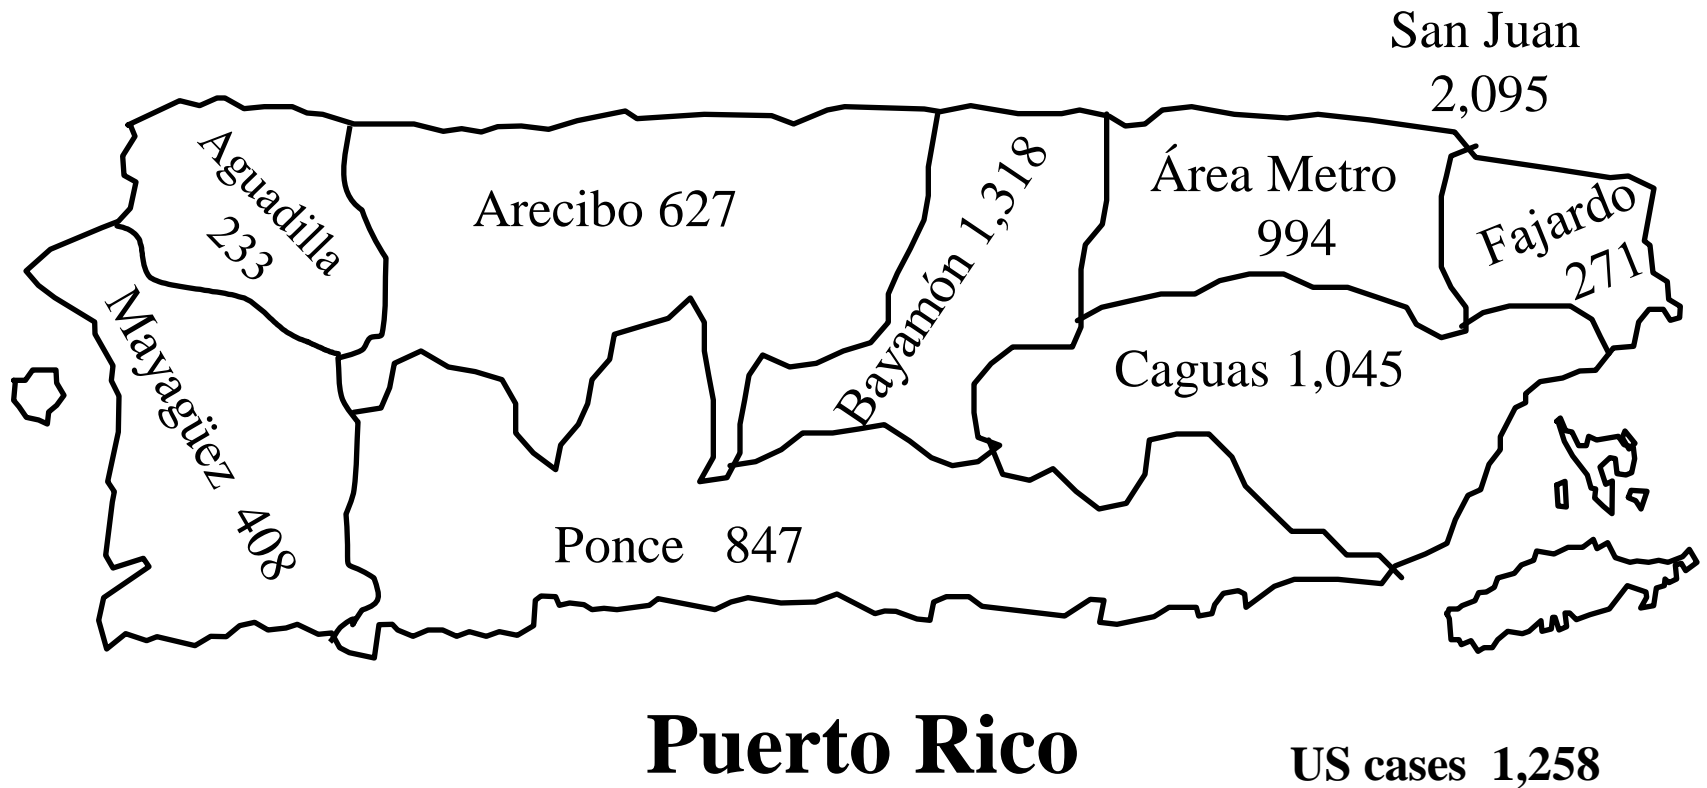 San Juan
2,095
Aguadilla
233
Arecibo 627
Bayamón 1,318
Área Metro
994
Fajardo
271
Mayagüez 408
Caguas 1,045
Ponce 847
Puerto Rico
US cases 1,258